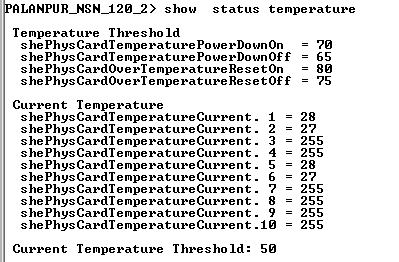 PALANPUR_NSN_120_2> show  status temperature
Temperature Threshold
shePhysCardTemperaturePowerDownOn  = 70
shePhysCardTemperaturePowerDownOff = 65
shePhysCardOverTemperatureResetOn  = 80
shePhysCardOverTemperatureResetOff = 75
Current Temperature
shePhysCardTemperatureCurrent. 1 = 28
shePhysCardTemperatureCurrent. 2 = 27
shePhysCardTemperatureCurrent. 3 = 255
shePhysCardTemperatureCurrent. 4 = 255
shePhysCardTemperatureCurrent. 5 = 28
shePhysCardTemperatureCurrent. 6 = 27
shePhysCardTemperatureCurrent. 7 = 255
shePhysCardTemperatureCurrent. 8 = 255
shePhysCardTemperatureCurrent. 9 = 255
shePhysCardTemperatureCurrent.10 = 255
Current Temperature Threshold: 50